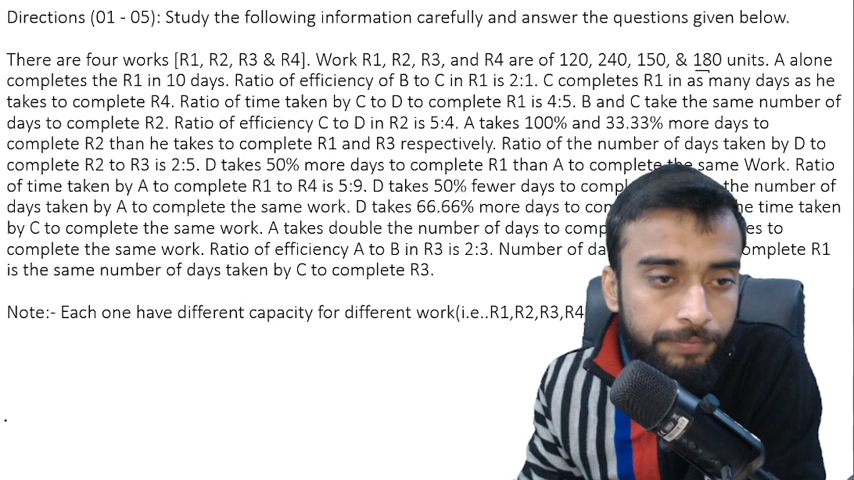 Directions (01 - 05): Study the following information carefully and answer the questions given below.
There are four works [R1, R2, R3 & R4]. Work R1, R2, R3, and R4 are of 120, 240, 150, & 180 units. A alone
completes the R1 in 10 days. Ratio of efficiency of B to C in R1 is 2:1. C completes R1 in as many days as he
takes to complete R4. Ratio of time taken by C to D to complete R1 is 4:5. B and C take the same number of
days to complete R2. Ratio of efficiency C to D in R2 is 5:4. A takes 100% and 33.33% more days to
complete R2 than he takes to complete R1 and R3 respectively. Ratio of the number of days taken by D to
complete R2 to R3 is 2:5. D takes 50% more days to complete R1 than A to complete the same Work. Ratio
of time taken by A to complete R1 to R4 is 5:9. D takes 50% fewer days to the number of
days taken by A to complete the same work. D takes 66.66% more days to time taken
by C to complete the same work. A takes double the number of days to to
complete the same work. Ratio of efficiency A to B in R3 is 2:3. Number of R1
is the same number of days taken by C to complete R3.
Note:- Each one have different capacity for different work(i.e..R1,R2,R3,R4